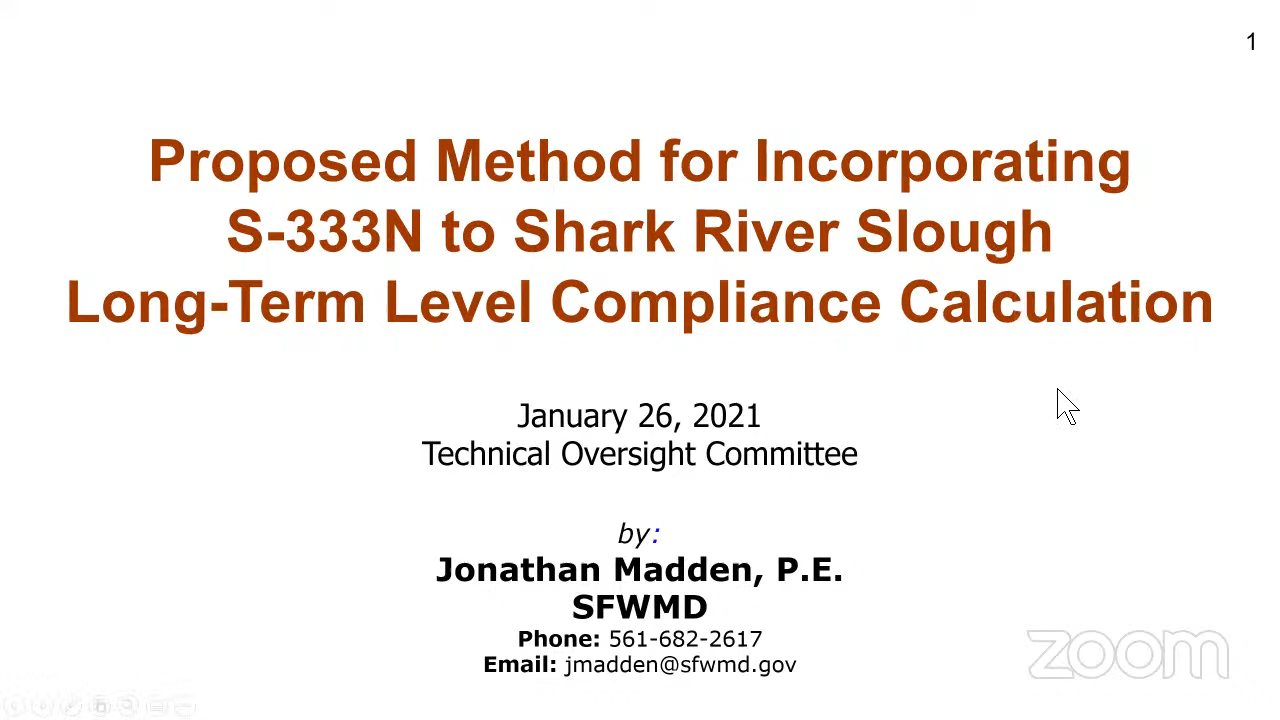 1
Proposed Method for Incorporating
S-333N to Shark River Slough
Long-Term Level Compliance Calculation
January 26, 2021
Technical Oversight Committee
by:
Jonathan Madden, P.E.
SFWMD
Phone: 561-682-2617
Email: jmadden@sfwmd.gov
zoom